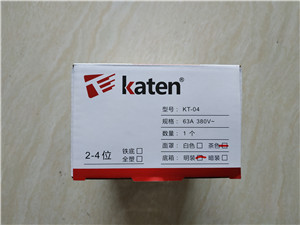 katen®
型号: KT-04
规格: 63A 380V~
数量: 1 个
面罩: 白色□ 茶色□
底箱: 明装□ 暗装□
2-4 位
铁底□
全塑□